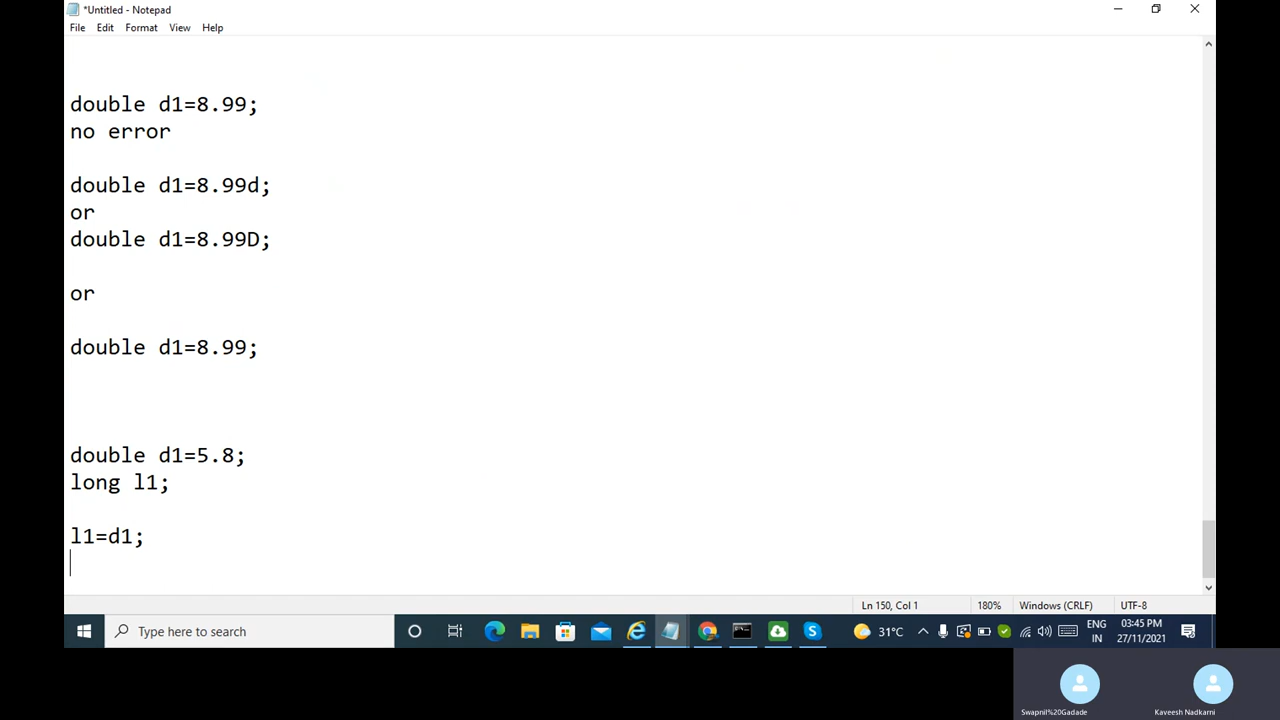 *Untitled - Notepad
File Edit Format View Help
double d1=8.99;
no error
double d1=8.99d;
or
double d1=8.99D;
or
double d1=8.99;
double d1=5.8;
long l1;
l1=d1;
Ln 150, Col 1 180% Windows (CRLF) UTF-8
Type here to search
31°C
ENG
IN
03:45 PM
27/11/2021
Swapnil%20Gadade
Kaveesh Nadkarni